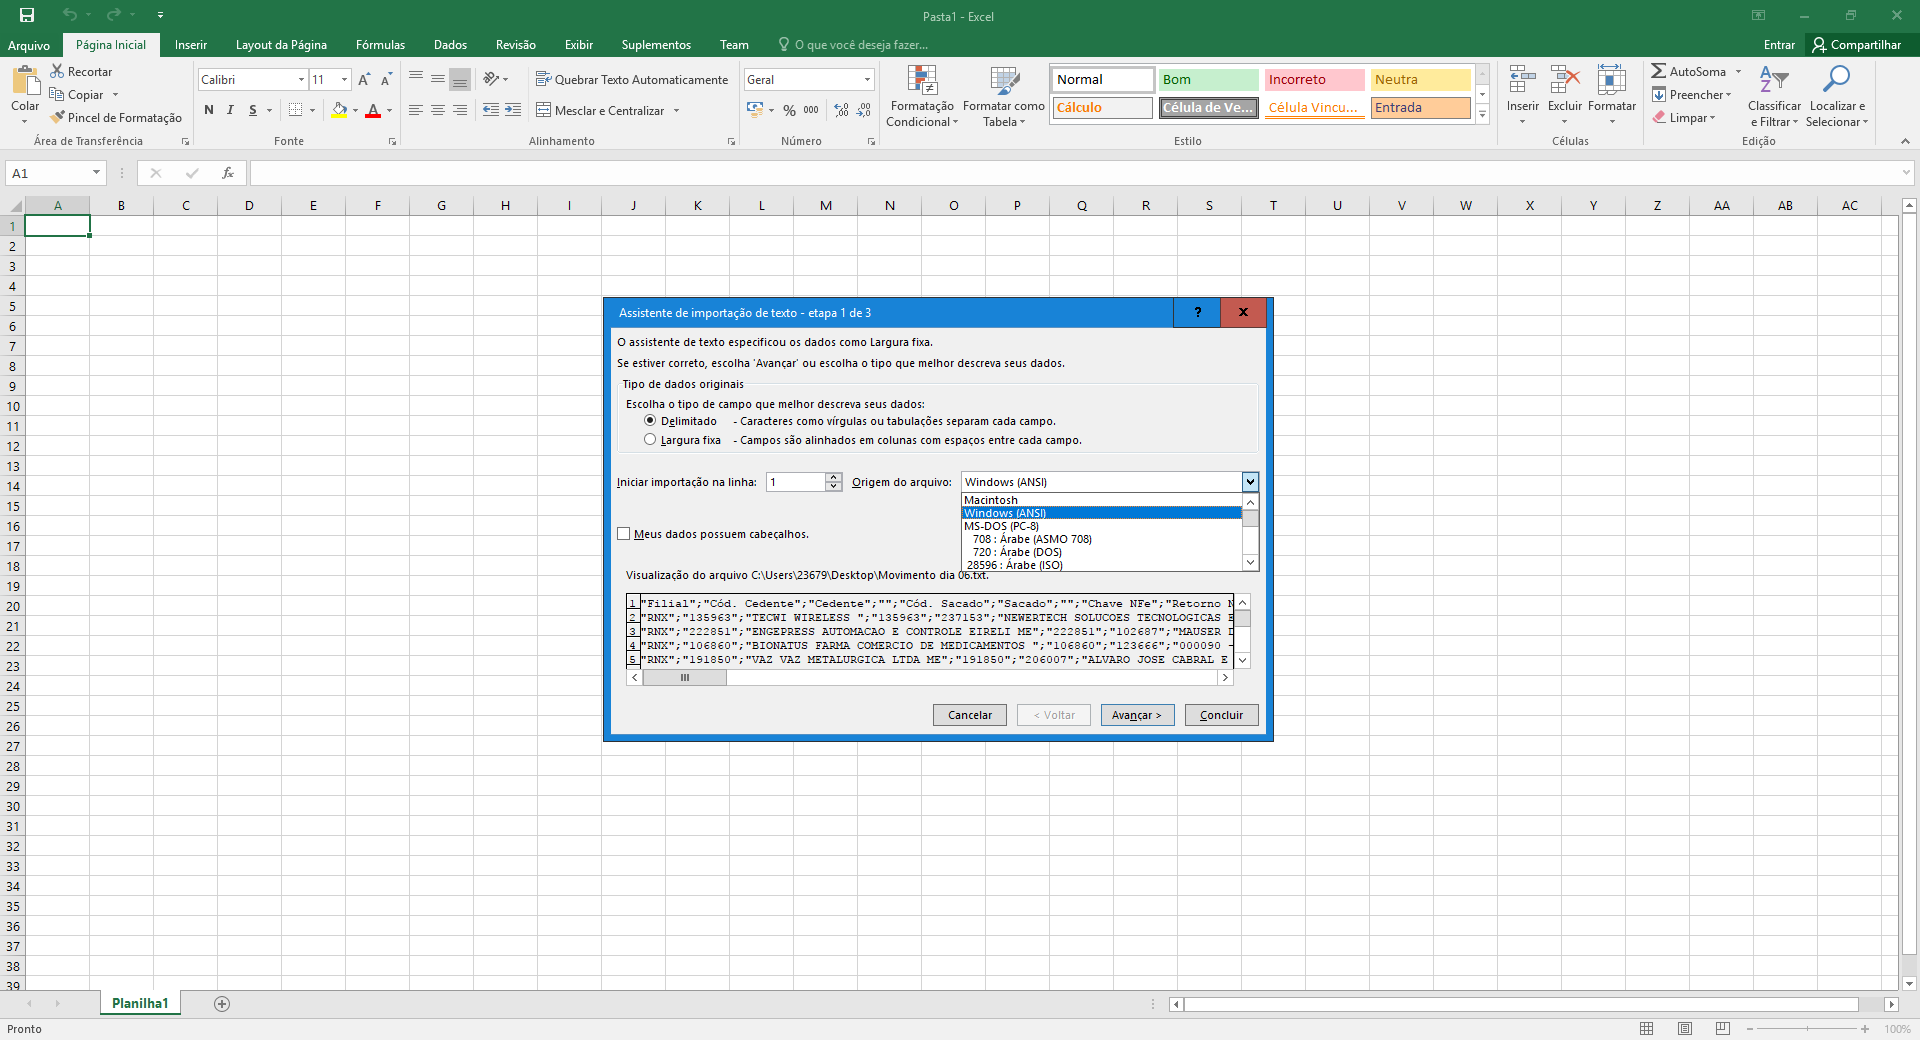 Pasta1 - Excel
Arquivo Página Inicial Inserir Layout da Página Fórmulas Dados Revisão Exibir Suplementos Team O que você deseja fazer... Entrar Compartilhar
Colar
Recortar
Copiar
Pincel de Formatação
Área de Transferência
Calibri 11
N I S
Fonte
Quebrar Texto Automaticamente
Mesclar e Centralizar
Alinhamento
Geral
% 000
Número
Formatação Condicional
Formatar como Tabela
Normal Bom Incorreto Neutra
Cálculo Célula de Ve... Célula Vincu... Entrada
Estilo
Inserir Excluir Formatar
Células
AutoSoma
Preencher
Limpar
Classificar e Filtrar
Localizar e Selecionar
Edição
A1 fx
A B C D E F G H I J K L M N O P Q R S T U V W X Y Z AA AB AC
1
2
3
4
5
6
7
8
9
10
11
12
13
14
15
16
17
18
19
20
21
22
23
24
25
26
27
28
29
30
31
32
33
34
35
36
37
38
39
Assistente de importação de texto - etapa 1 de 3 ? x
O assistente de texto especificou os dados como Largura fixa.
Se estiver correto, escolha 'Avançar' ou escolha o tipo que melhor descreva seus dados.
Tipo de dados originais
Escolha o tipo de campo que melhor descreva seus dados:
Delimitado - Caracteres como vírgulas ou tabulações separam cada campo.
Largura fixa - Campos são alinhados em colunas com espaços entre cada campo.
Iniciar importação na linha: 1 Origem do arquivo: Windows (ANSI)
Macintosh
Windows (ANSI)
MS-DOS (PC-8)
708 : Árabe (ASMO 708)
720 : Árabe (DOS)
28596 : Árabe (ISO)
Meus dados possuem cabeçalhos.
Visualização do arquivo C:\Users\23679\Desktop\Movimento dia 06.txt.
1 "Filial";"Cód. Cedente";"Cedente";"";"Cód. Sacado";"Sacado";"";"Chave NFe";"Retorno N
2 "RNX";"135963";"TECWI WIRELESS ";"135963";"237153";"NEWERTECH SOLUCOES TECNOLOGICAS E
3 "RNX";"222851";"ENGEPRESS AUTOMACAO E CONTROLE EIRELI ME";"222851";"102687";"MAUSER D
4 "RNX";"106860";"BIONATUS FARMA COMERCIO DE MEDICAMENTOS ";"106860";"123666";"000090 -
5 "RNX";"191850";"VAZ VAZ METALURGICA LTDA ME";"191850";"206007";"ALVARO JOSE CABRAL E
Cancelar < Voltar Avançar > Concluir
Planilha1
Pronto 100%